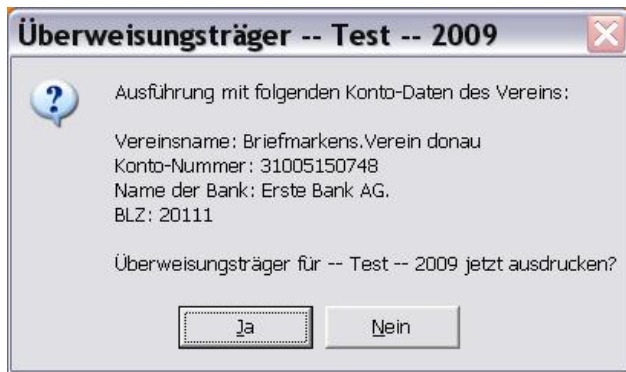 Überweisungsträger -- Test -- 2009
Ausführung mit folgenden Konto-Daten des Vereins:
Vereinsname: Briefmarkens.Verein donau
Konto-Nummer: 31005150748
Name der Bank: Erste Bank AG.
BLZ: 20111
Überweisungsträger für -- Test -- 2009 jetzt ausdrucken?
Ja
Nein